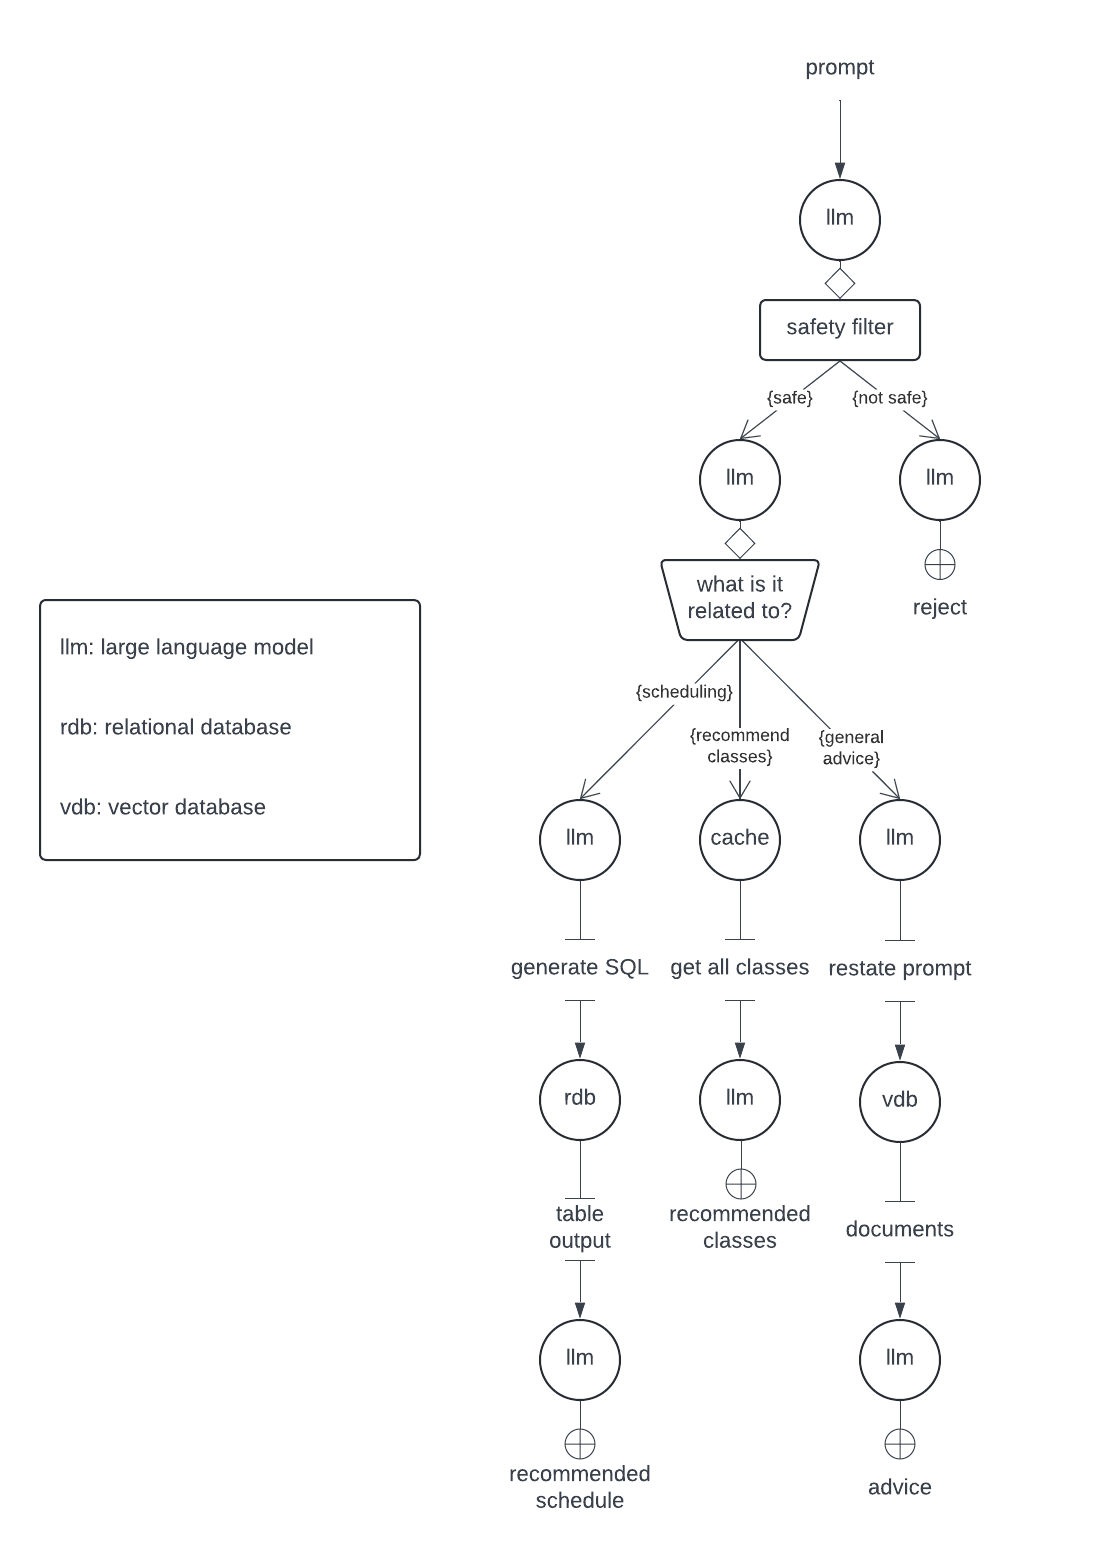 prompt
llm
safety filter
{safe}
{not safe}
llm
llm
what is it
related to?
reject
llm: large language model
rdb: relational database
vdb: vector database
{scheduling}
{recommend
classes}
{general
advice}
llm
cache
llm
generate SQL
get all classes
restate prompt
rdb
llm
vdb
table
output
recommended
classes
documents
llm
llm
recommended
schedule
advice